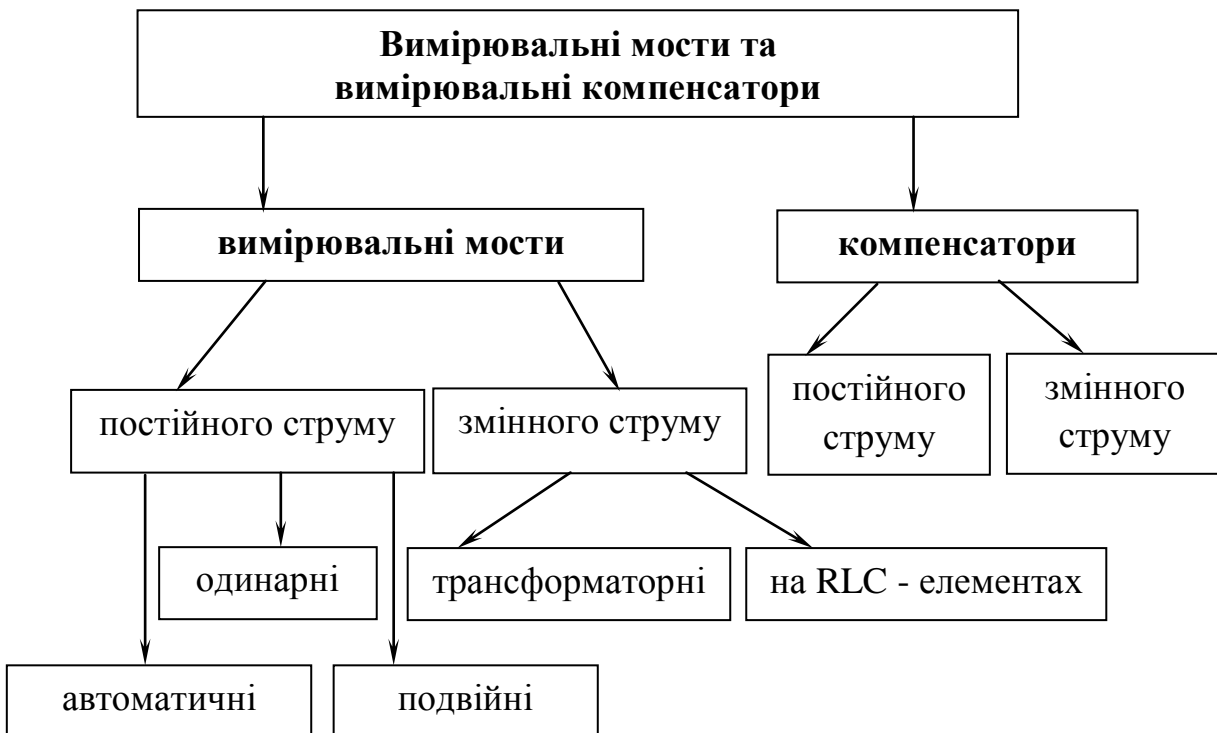 Вимірювальні мости та
вимірювальні компенсатори
вимірювальні мости
компенсатори
постійного струму
змінного струму
постійного
струму
змінного
струму
одинарні
трансформаторні
на RLC - елементах
автоматичні
подвійні